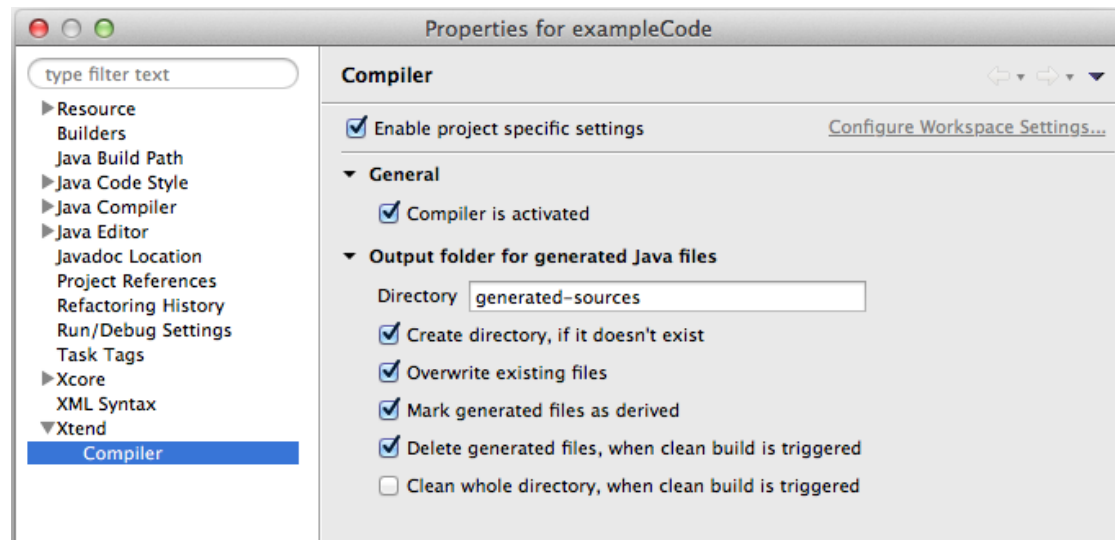 Properties for exampleCode
type filter text
Resource
Builders
Java Build Path
Java Code Style
Java Compiler
Java Editor
Javadoc Location
Project References
Refactoring History
Run/Debug Settings
Task Tags
Xcore
XML Syntax
Xtend
Compiler
Compiler
Enable project specific settings
Configure Workspace Settings...
General
Compiler is activated
Output folder for generated Java files
Directory generated-sources
Create directory, if it doesn't exist
Overwrite existing files
Mark generated files as derived
Delete generated files, when clean build is triggered
Clean whole directory, when clean build is triggered